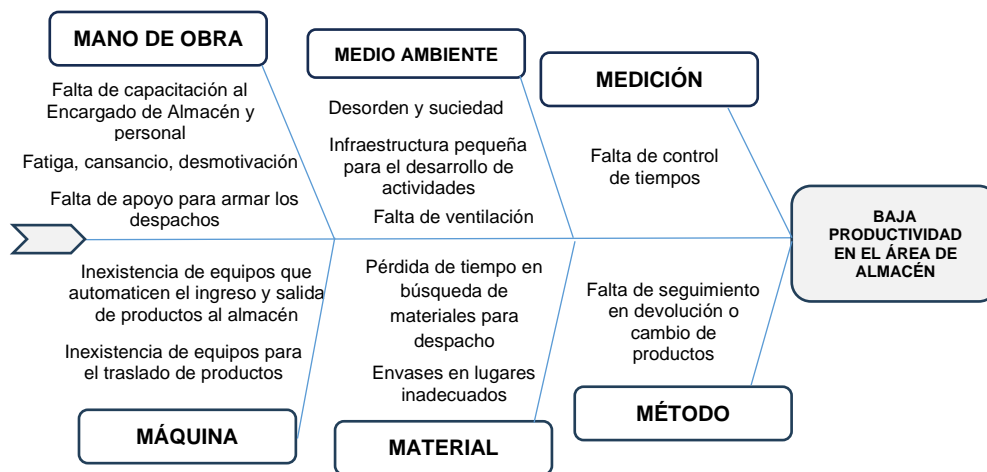 MANO DE OBRA
Falta de capacitación al
Encargado de Almacén y
personal
Fatiga, cansancio, desmotivación
Falta de apoyo para armar los
despachos
MEDIO AMBIENTE
Desorden y suciedad
Infraestructura pequeña
para el desarrollo de
actividades
Falta de ventilación
MEDICIÓN
Falta de control
de tiempos
BAJA
PRODUCTIVIDAD
EN EL ÁREA DE
ALMACÉN
Inexistencia de equipos que
automaticen el ingreso y salida
de productos al almacén
Inexistencia de equipos para
el traslado de productos
MÁQUINA
Pérdida de tiempo en
búsqueda de
materiales para
despacho
Envases en lugares
inadecuados
MATERIAL
Falta de seguimiento
en devolución o
cambio de
productos
MÉTODO